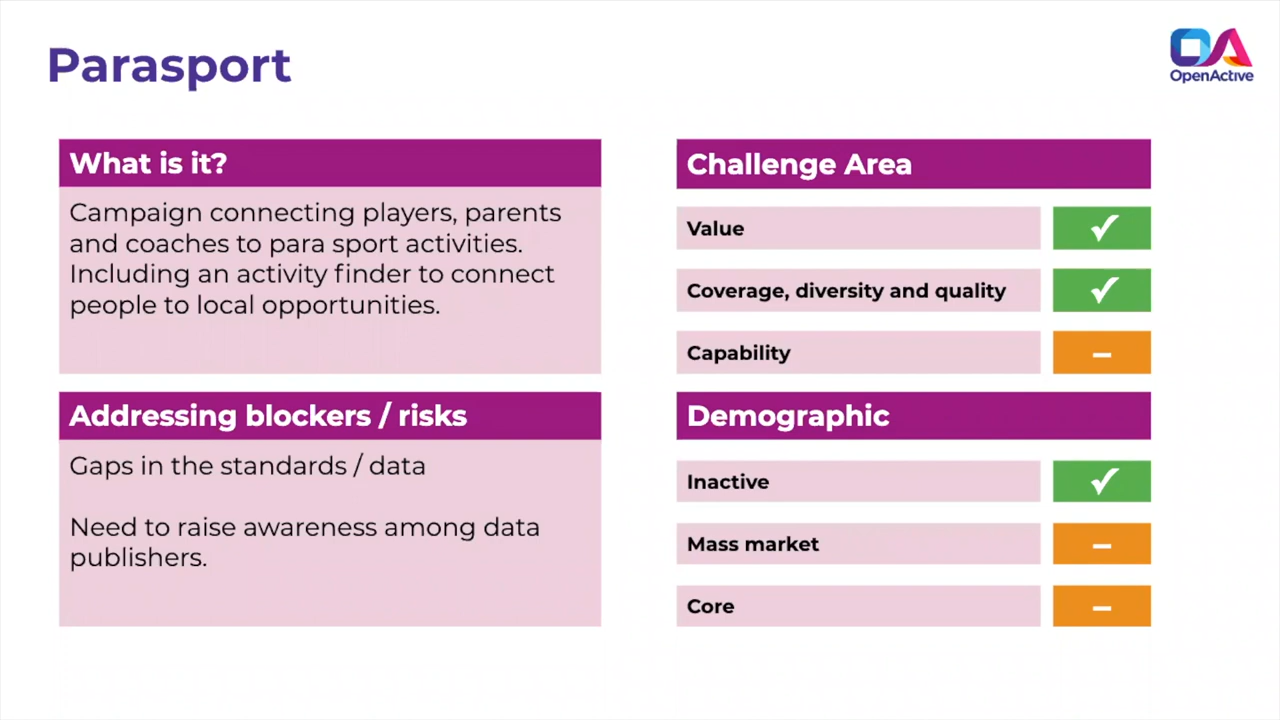 Parasport
OA
OpenActive
What is it?
Campaign connecting players, parents
and coaches to para sport activities.
Including an activity finder to connect
people to local opportunities.
Addressing blockers / risks
Gaps in the standards / data
Need to raise awareness among data
publishers.
Challenge Area
Value ✓
Coverage, diversity and quality ✓
Capability –
Demographic
Inactive ✓
Mass market –
Core –